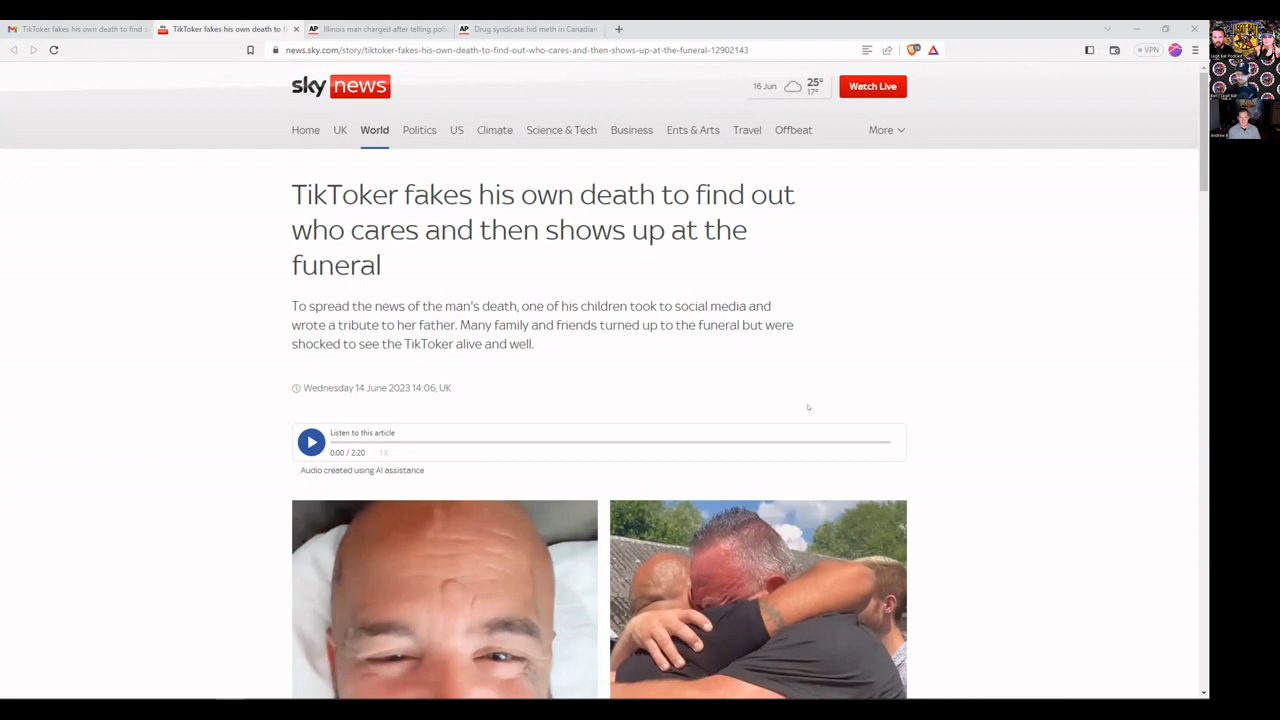 TikToker fakes his own death to find
TikToker fakes his own death to f
AP Illinois man charged after telling polic
AP Drug syndicate hid meth in Canadian
news.sky.com/story/tiktoker-fakes-his-own-death-to-find-out-who-cares-and-then-shows-up-at-the-funeral-12902143
VPN
sky news
16 Jun
25°
17°
Watch Live
Home UK World Politics US Climate Science & Tech Business Ents & Arts Travel Offbeat More
TikToker fakes his own death to find out
who cares and then shows up at the
funeral
To spread the news of the man's death, one of his children took to social media and
wrote a tribute to her father. Many family and friends turned up to the funeral but were
shocked to see the TikToker alive and well.
Wednesday 14 June 2023 14:06, UK
Listen to this article
0:00 / 2:20 1X
Audio created using AI assistance